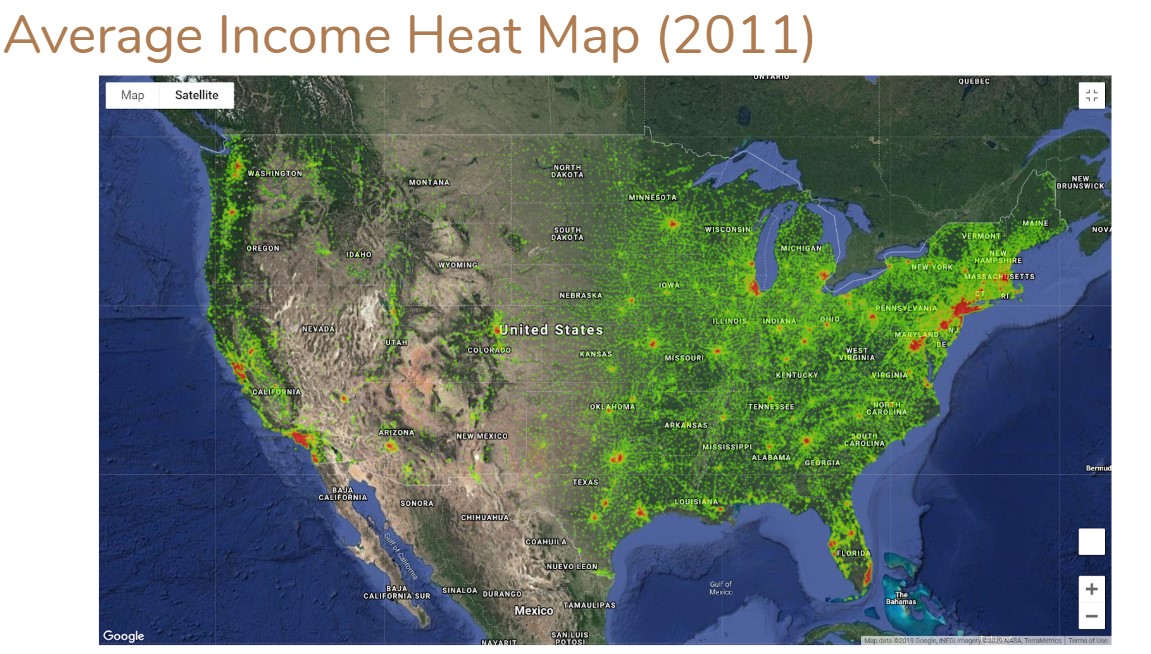 Average Income Heat Map (2011)
ONTARIO
QUEBEC
Map
Satellite
WASHINGTON
NORTH
DAKOTA
MONTANA
NEW
BRUNSWICK
MINNESOTA
MAINE
NOVA
WISCONSIN
SOUTH
DAKOTA
VERMONT
OREGON
IDAHO
MICHIGAN
NEW
HAMPSHIRE
WYOMING
NEW YORK
MASSACHUSETTS
IOWA
NEBRASKA
CT
RI
PENNSYLVANIA
ILLINOIS
INDIANA
OHIO
NEVADA
United States
NJ
MARYLAND
UTAH
DE
COLORADO
KANSAS
MISSOURI
WEST
VIRGINIA
KENTUCKY
VIRGINIA
CALIFORNIA
OKLAHOMA
TENNESSEE
NORTH
CAROLINA
ARKANSAS
ARIZONA
NEW MEXICO
SOUTH
CAROLINA
MISSISSIPPI
ALABAMA
GEORGIA
Bermud
TEXAS
BAJA
CALIFORNIA
SONORA
LOUISIANA
CHIHUAHUA
Gulf of California
COAHUILA
FLORIDA
NUEVO LEON
Gulf of
Mexico
BAJA
CALIFORNIA SUR
SINALOA
DURANGO
The
Bahamas
Mexico
TAMAULIPAS
SAN LUIS
POTOSI
NAYARIT
+
−
Google
Map data ©2019 Google, INEGI Imagery ©2019 NASA, TerraMetrics
Terms of Use